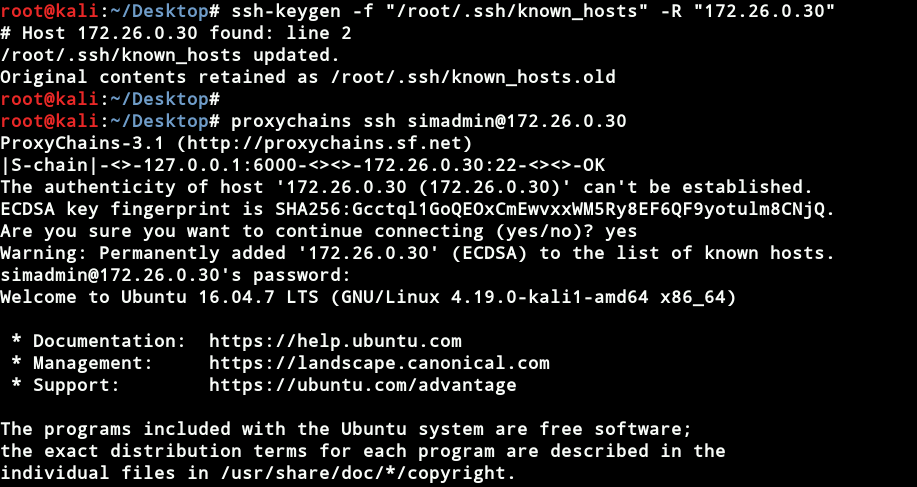 root@kali:~/Desktop# ssh-keygen -f "/root/.ssh/known_hosts" -R "172.26.0.30"
# Host 172.26.0.30 found: line 2
/root/.ssh/known_hosts updated.
Original contents retained as /root/.ssh/known_hosts.old
root@kali:~/Desktop#
root@kali:~/Desktop# proxychains ssh simadmin@172.26.0.30
ProxyChains-3.1 (http://proxychains.sf.net)
|S-chain|-<>-127.0.0.1:6000-<><>-172.26.0.30:22-<><>-OK
The authenticity of host '172.26.0.30 (172.26.0.30)' can't be established.
ECDSA key fingerprint is SHA256:Gcctql1GoQEOxCmEwvxxWM5Ry8EF6QF9yotulm8CNjQ.
Are you sure you want to continue connecting (yes/no)? yes
Warning: Permanently added '172.26.0.30' (ECDSA) to the list of known hosts.
simadmin@172.26.0.30's password:
Welcome to Ubuntu 16.04.7 LTS (GNU/Linux 4.19.0-kali1-amd64 x86_64)
 * Documentation:  https://help.ubuntu.com
 * Management:     https://landscape.canonical.com
 * Support:        https://ubuntu.com/advantage
The programs included with the Ubuntu system are free software;
the exact distribution terms for each program are described in the
individual files in /usr/share/doc/*/copyright.